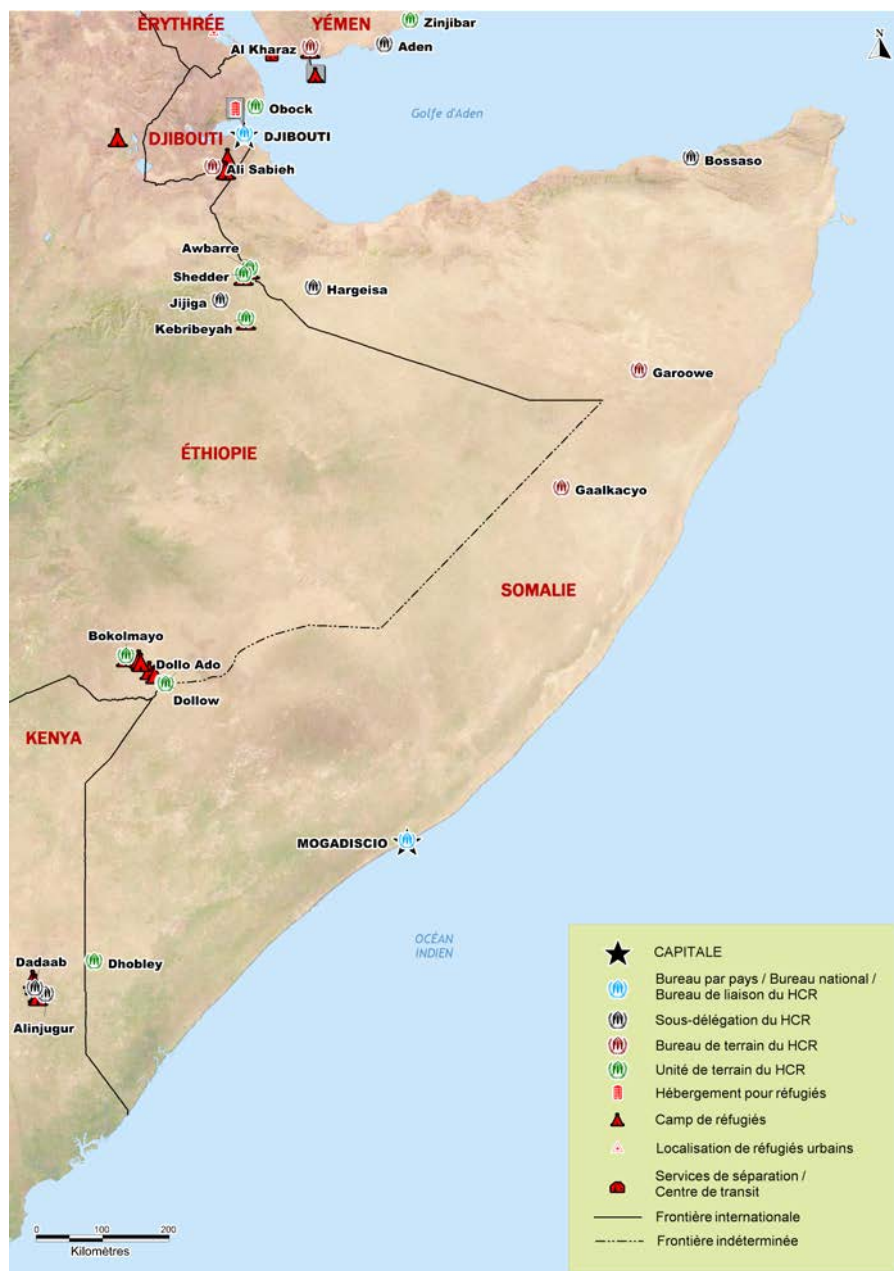 ÉRYTHRÉE
YÉMEN
Zinjibar
Al Kharaz
Aden
N
Obock
Golfe d'Aden
DJIBOUTI
DJIBOUTI
Bossaso
Ali Sabieh
Awbarre
Shedder
Jijiga
Hargeisa
Kebribeyah
Garoowe
ÉTHIOPIE
Gaalkacyo
SOMALIE
Bokolmayo
Dollo Ado
Dollow
KENYA
MOGADISCIO
OCÉAN
INDIEN
Dadaab
Dhobley
Alinjugur
CAPITALE
Bureau par pays / Bureau national /
Bureau de liaison du HCR
Sous-délégation du HCR
Bureau de terrain du HCR
Unité de terrain du HCR
Hébergement pour réfugiés
Camp de réfugiés
Localisation de réfugiés urbains
Services de séparation /
Centre de transit
Frontière internationale
Frontière indéterminée
0 100 200
Kilomètres